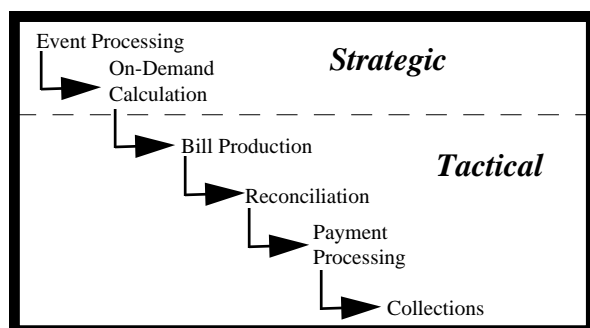 Event Processing
Strategic
On-Demand
Calculation
Bill Production
Tactical
Reconciliation
Payment
Processing
Collections